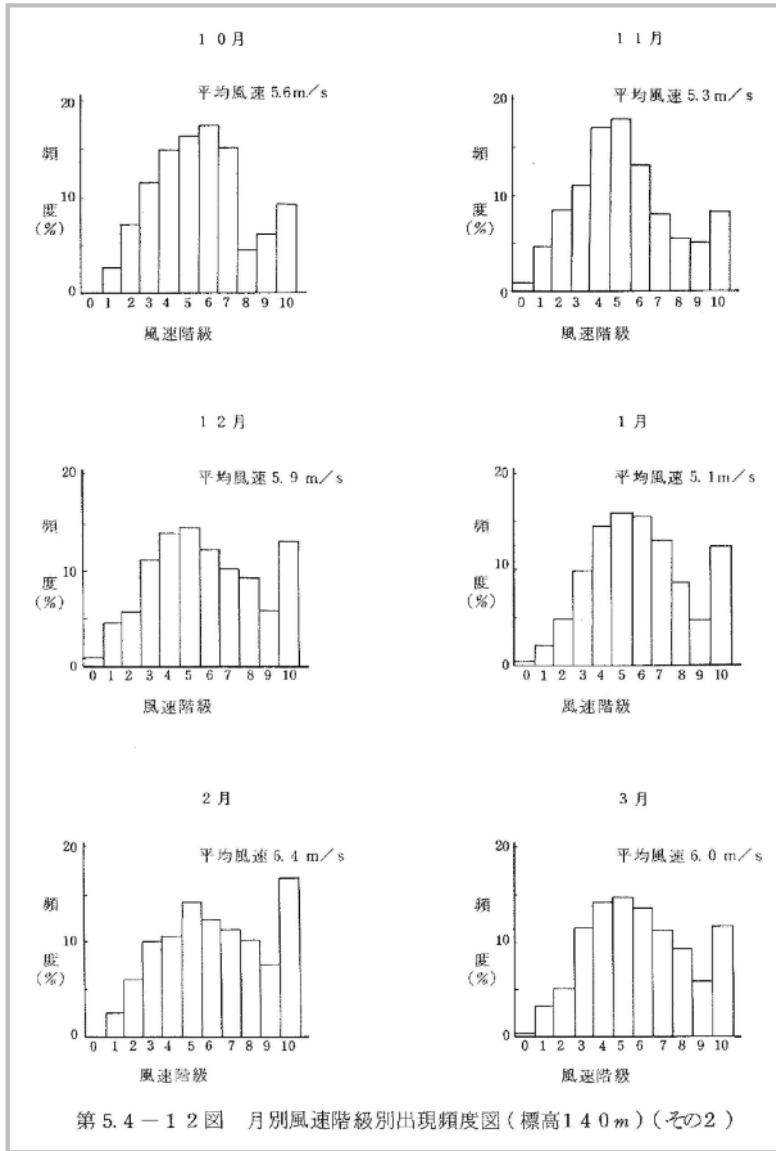 10月
平均風速5.6m/s
20
頻
10
度
(%)
0
0 1 2 3 4 5 6 7 8 9 10
風速階級
11月
平均風速5.3m/s
20
頻
10
度
(%)
0
0 1 2 3 4 5 6 7 8 9 10
風速階級
12月
平均風速5.9 m/s
20
頻
10
度
(%)
0
0 1 2 3 4 5 6 7 8 9 10
風速階級
1月
平均風速5.1m/s
20
頻
10
度
(%)
0
0 1 2 3 4 5 6 7 8 9 10
風速階級
2月
平均風速6.4 m/s
20
頻
10
度
(%)
0
0 1 2 3 4 5 6 7 8 9 10
風速階級
3月
平均風速6.0 m/s
20
頻
10
度
(%)
0
0 1 2 3 4 5 6 7 8 9 10
風速階級
第5.4-12図 月別風速階級別出現頻度図(標高140m)(その2)